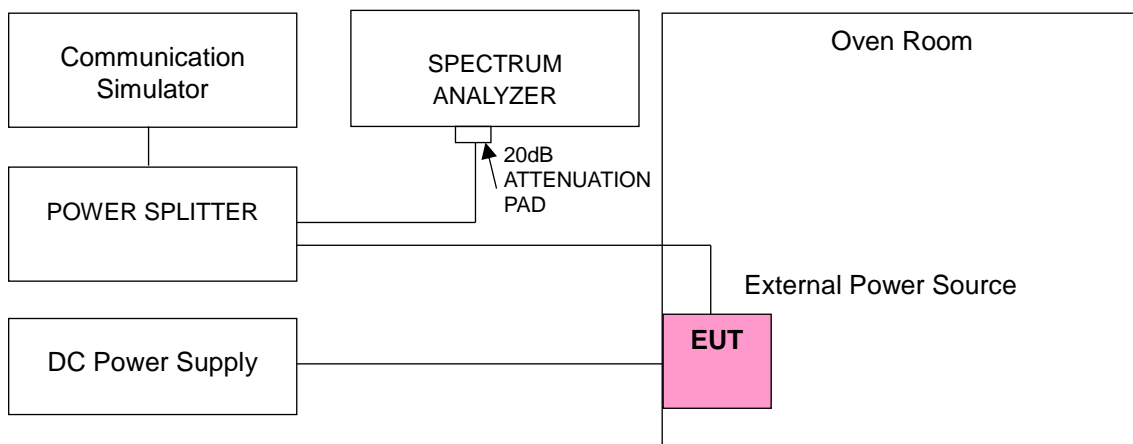 Communication
Simulator
SPECTRUM
ANALYZER
Oven Room
20dB
ATTENUATION
PAD
POWER SPLITTER
External Power Source
EUT
DC Power Supply